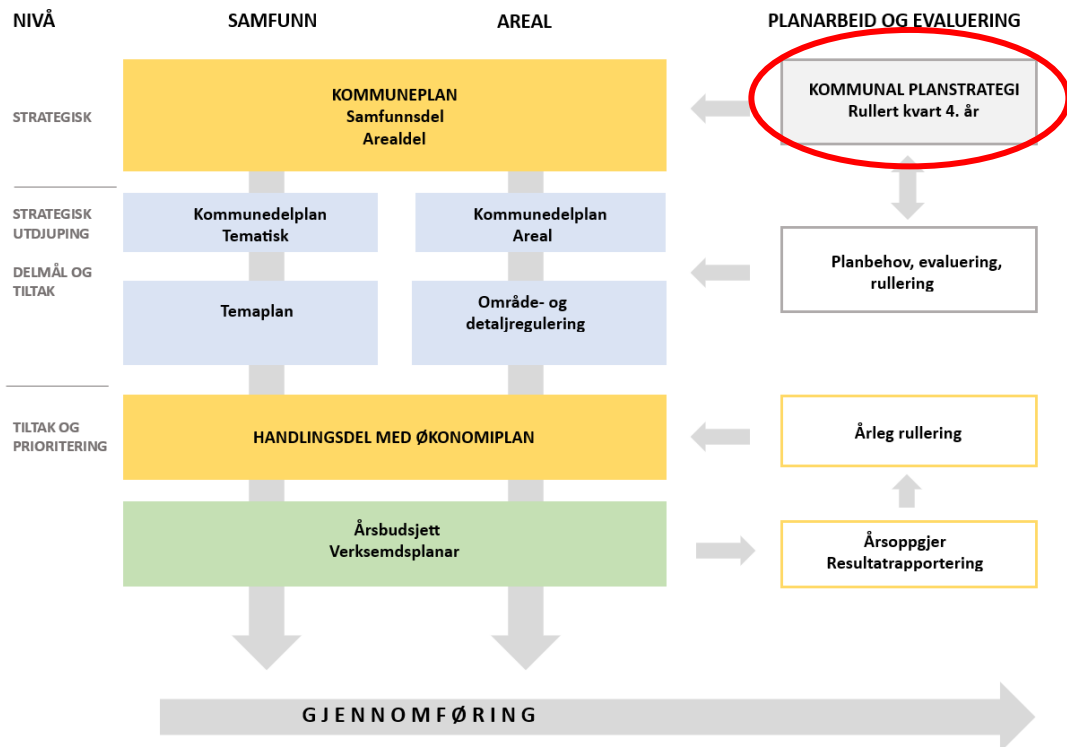 NIVÅ
SAMFUNN
AREAL
PLANARBEID OG EVALUERING
STRATEGISK
KOMMUNEPLAN
Samfunnsdel
Arealdel
KOMMUNAL PLANSTRATEGI
Rullert kvart 4. år
STRATEGISK
UTDJUPING
Kommunedelplan
Tematisk
Kommunedelplan
Areal
DELMÅL OG
TILTAK
Planbehov, evaluering,
rullering
Temaplan
Område- og
detaljregulering
TILTAK OG
PRIORITERING
HANDLINGSDEL MED ØKONOMIPLAN
Årleg rullering
Årsbudsjett
Verksemdsplanar
Årsoppgjer
Resultatrapportering
GJENNOMFØRING